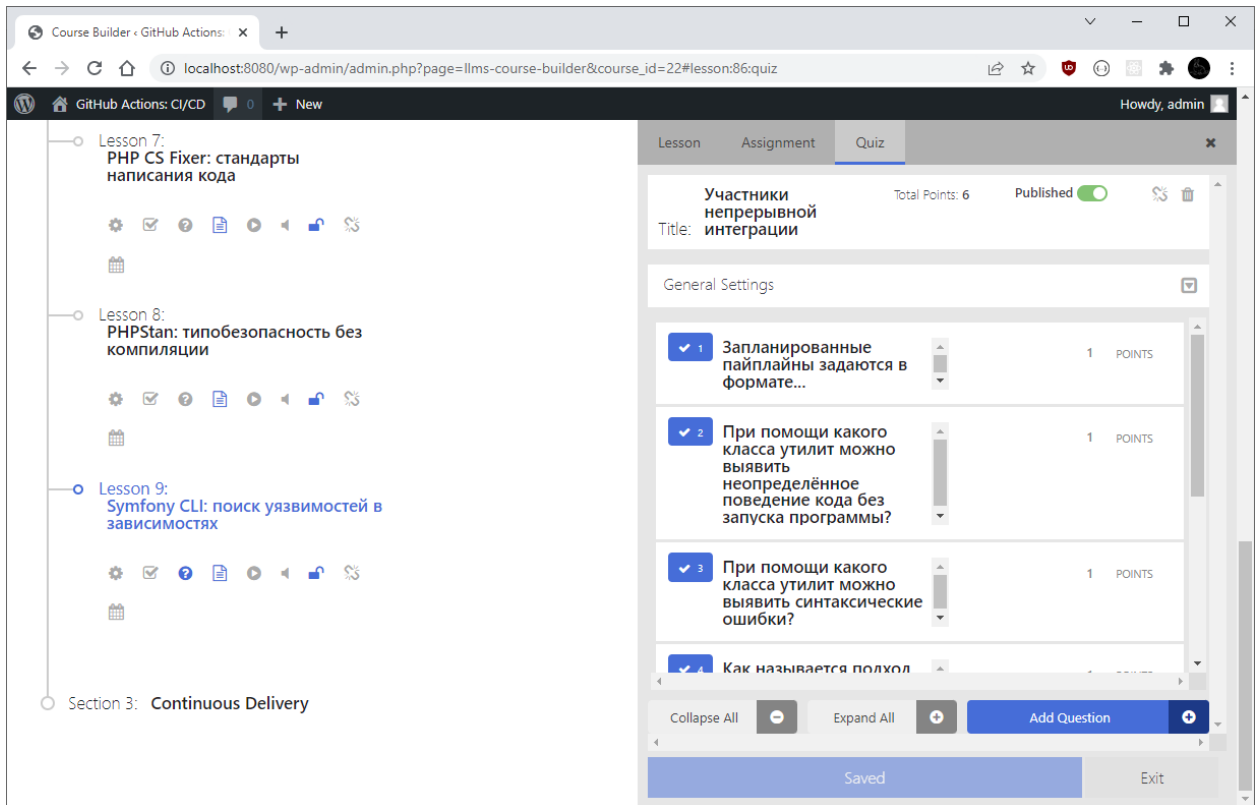 Course Builder ‹ GitHub Actions:
localhost:8080/wp-admin/admin.php?page=llms-course-builder&course_id=22#lesson:86:quiz
GitHub Actions: CI/CD 0 New Howdy, admin
Lesson 7:
PHP CS Fixer: стандарты
написания кода
Lesson 8:
PHPStan: типобезопасность без
компиляции
Lesson 9:
Symfony CLI: поиск уязвимостей в
зависимостях
Section 3: Continuous Delivery
Lesson Assignment Quiz
Title: Участники
непрерывной
интеграции
Total Points: 6 Published
General Settings
1 Запланированные
пайплайны задаются в
формате...
1 POINTS
2 При помощи какого
класса утилит можно
выявить
неопределённое
поведение кода без
запуска программы?
1 POINTS
3 При помощи какого
класса утилит можно
выявить синтаксические
ошибки?
1 POINTS
4 Как называется подход
Collapse All Expand All Add Question
Saved Exit